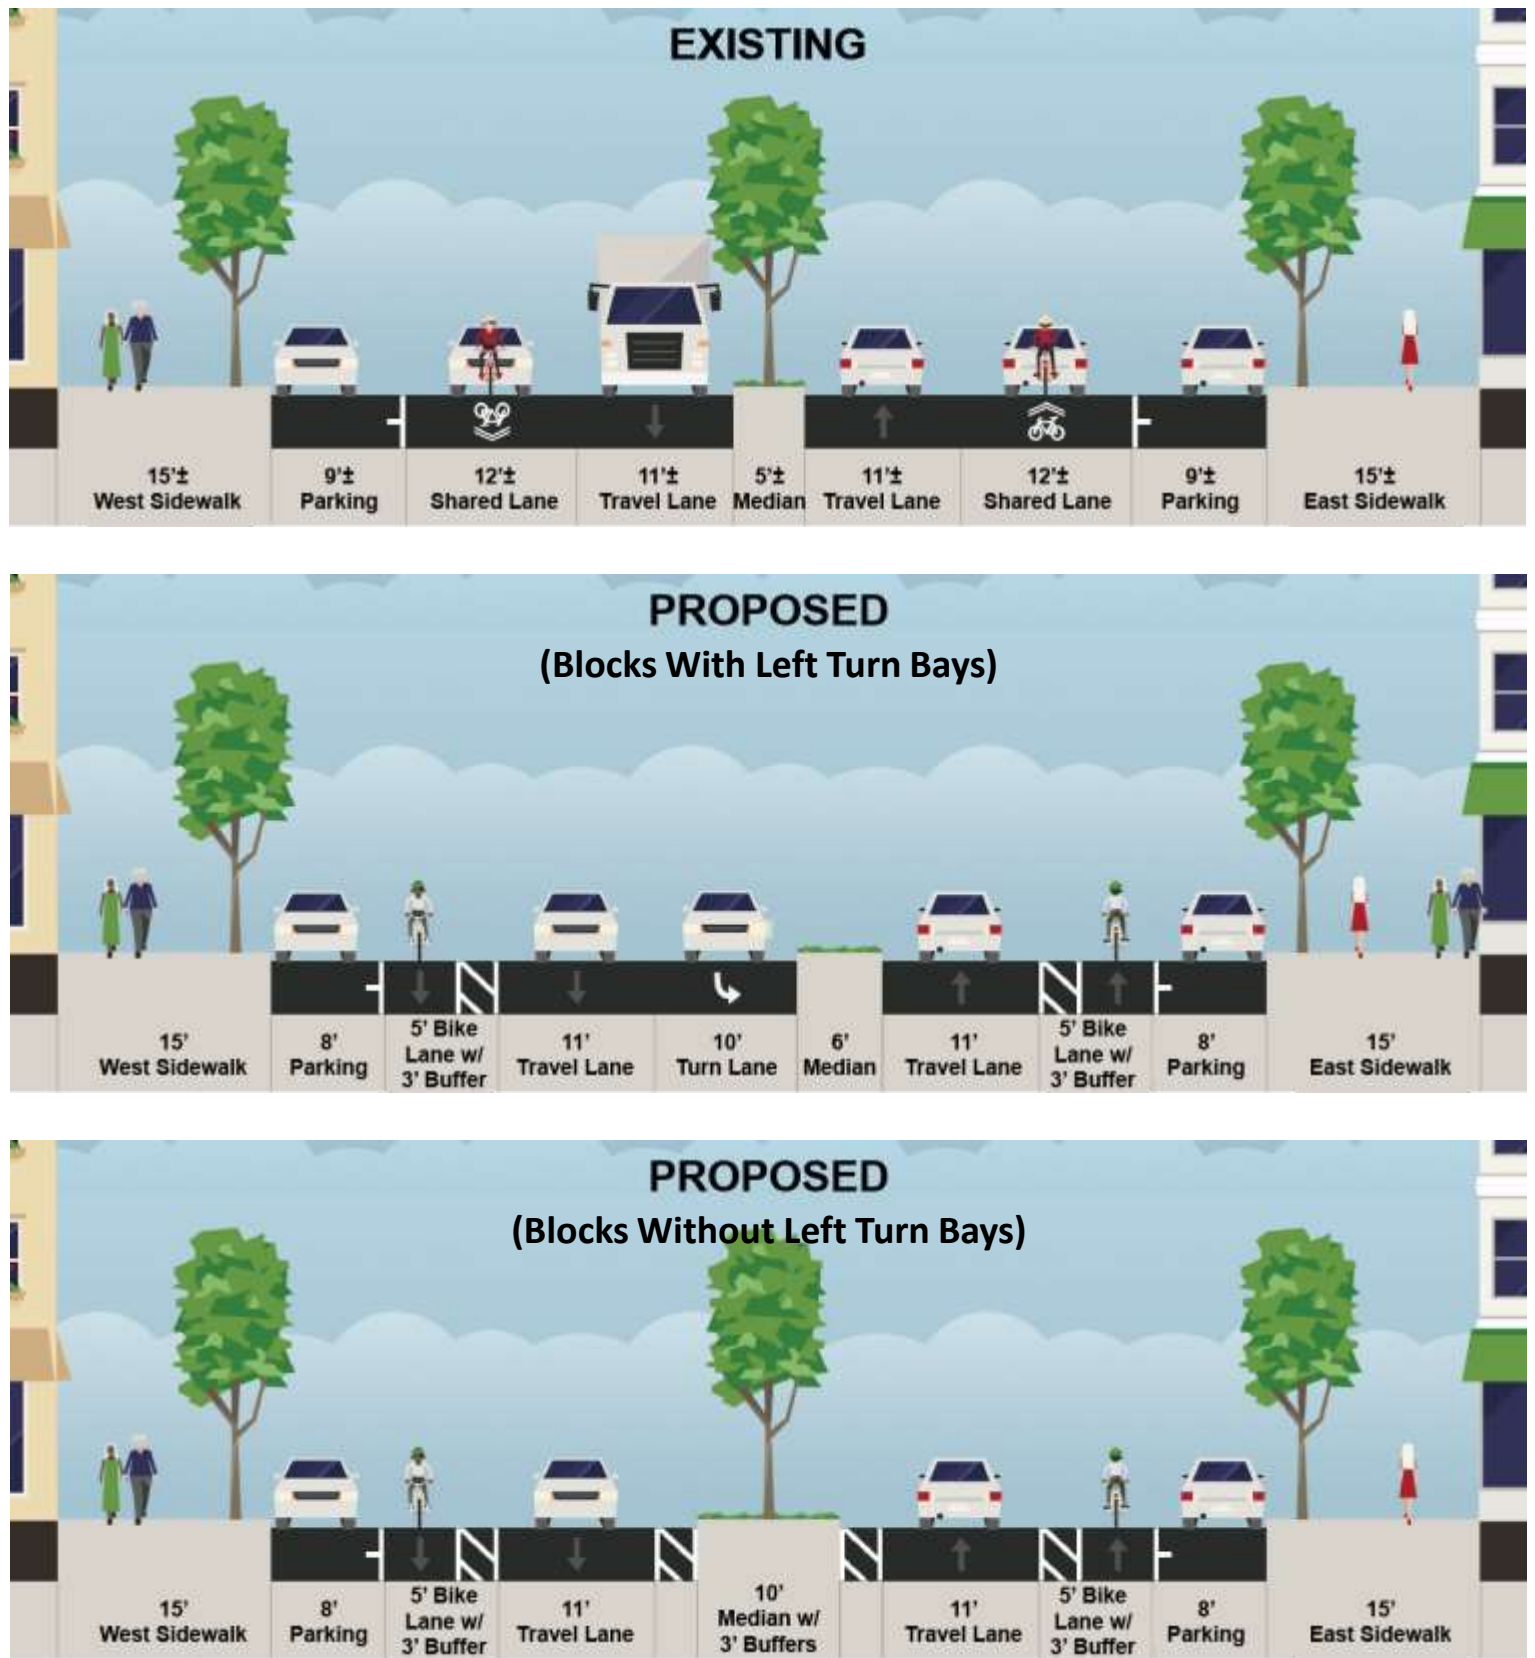 EXISTING
15'± 9'± 12'± 11'± 5'± 11'± 12'± 9'± 15'±
West Sidewalk Parking Shared Lane Travel Lane Median Travel Lane Shared Lane Parking East Sidewalk
PROPOSED
(Blocks With Left Turn Bays)
15'
West Sidewalk
8'
Parking
5' Bike
Lane w/
3' Buffer
11'
Travel Lane
10'
Turn Lane
6'
Median
11'
Travel Lane
5' Bike
Lane w/
3' Buffer
8'
Parking
15'
East Sidewalk
PROPOSED
(Blocks Without Left Turn Bays)
15'
West Sidewalk
8'
Parking
5' Bike
Lane w/
3' Buffer
11'
Travel Lane
10'
Median w/
3' Buffers
11'
Travel Lane
5' Bike
Lane w/
3' Buffer
8'
Parking
15'
East Sidewalk